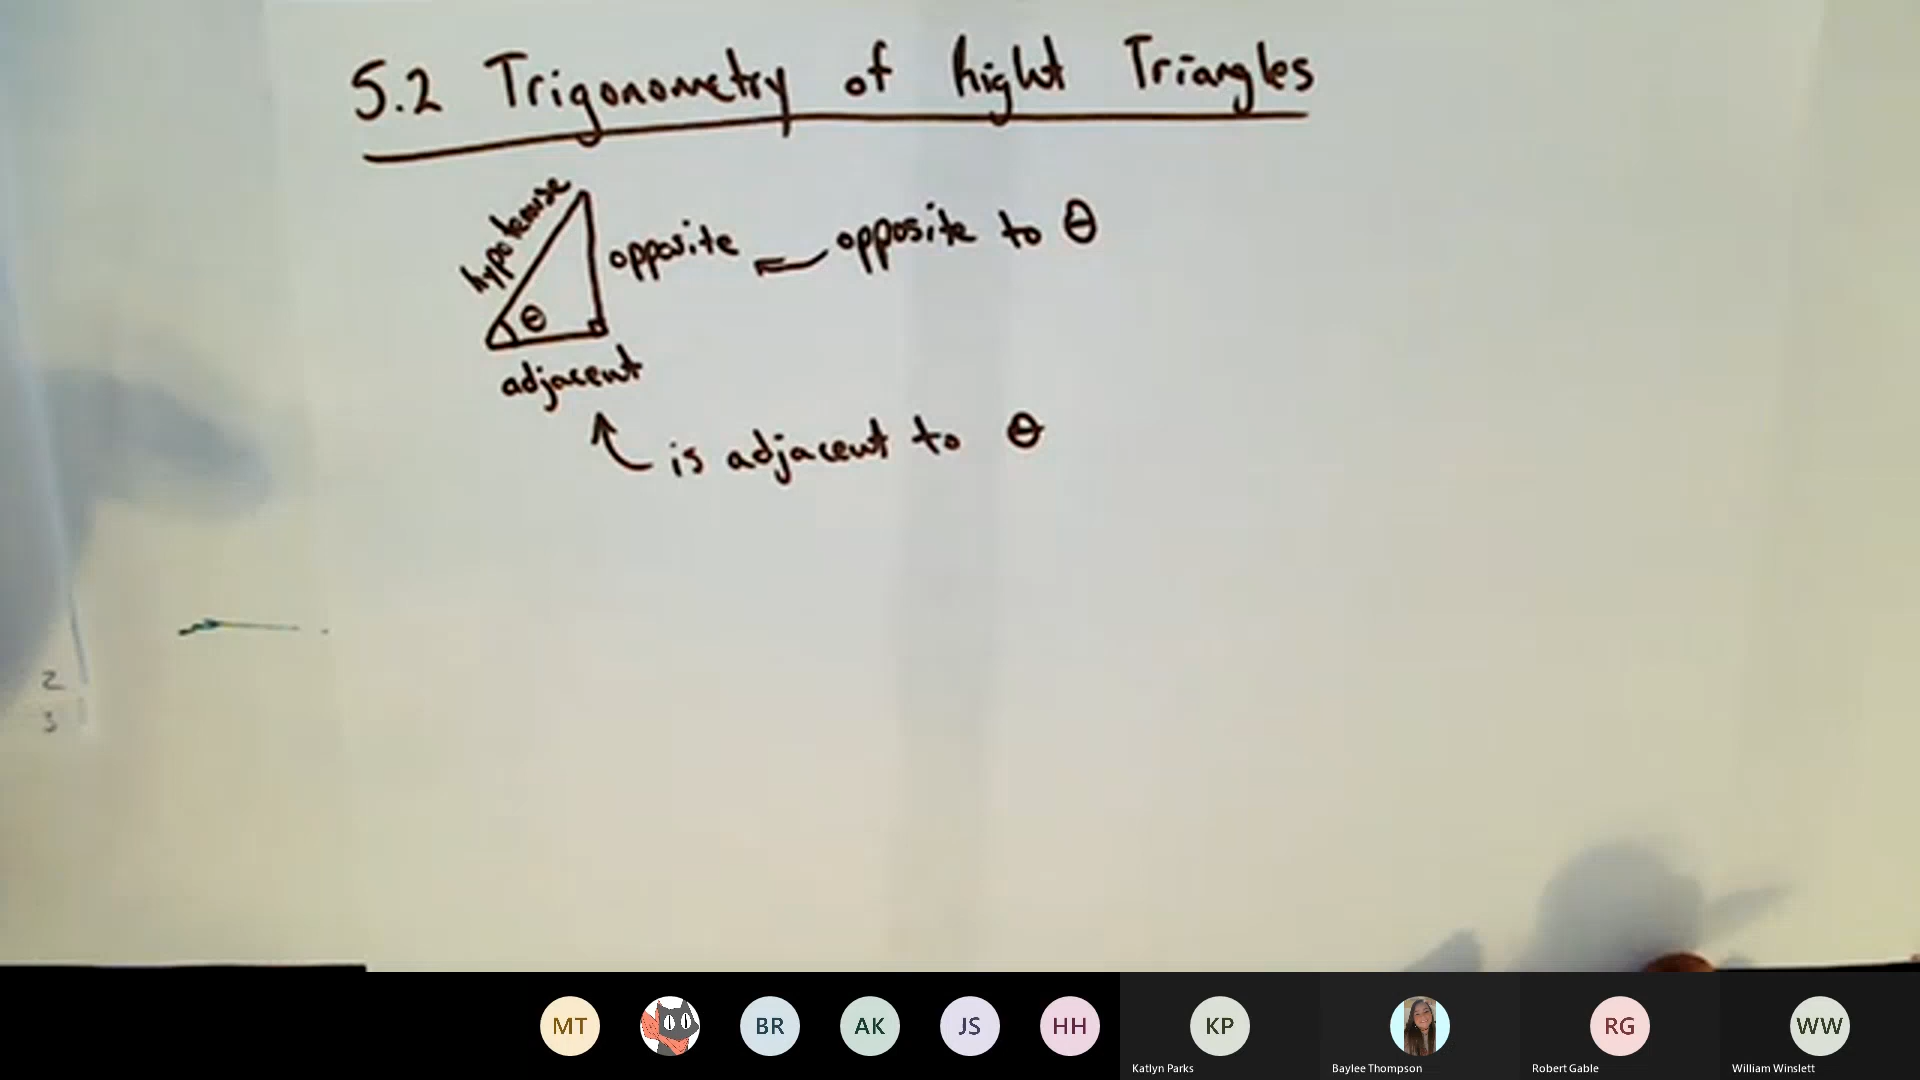 5.2 Trigonometry of Right Triangles
hypotenuse
opposite
opposite to θ
θ
adjacent
is adjacent to θ
2
3
MT
BR
AK
JS
HH
KP
RG
WW
Katlyn Parks
Baylee Thompson
Robert Gable
William Winslett